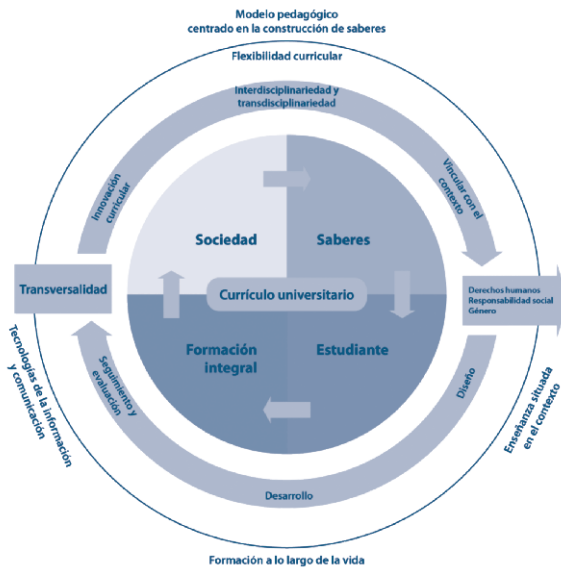 Modelo pedagógico
centrado en la construcción de saberes
Flexibilidad curricular
Interdisciplinariedad y
transdisciplinariedad
Innovación
curricular
Vincular con el
contexto
Sociedad
Saberes
Transversalidad
Currículo universitario
Derechos humanos
Responsabilidad social
Género
Formación
integral
Estudiante
Tecnologías de la información
y comunicación
Seguimiento y
evaluación
Diseño
Enseñanza situada
en el contexto
Desarrollo
Formación a lo largo de la vida